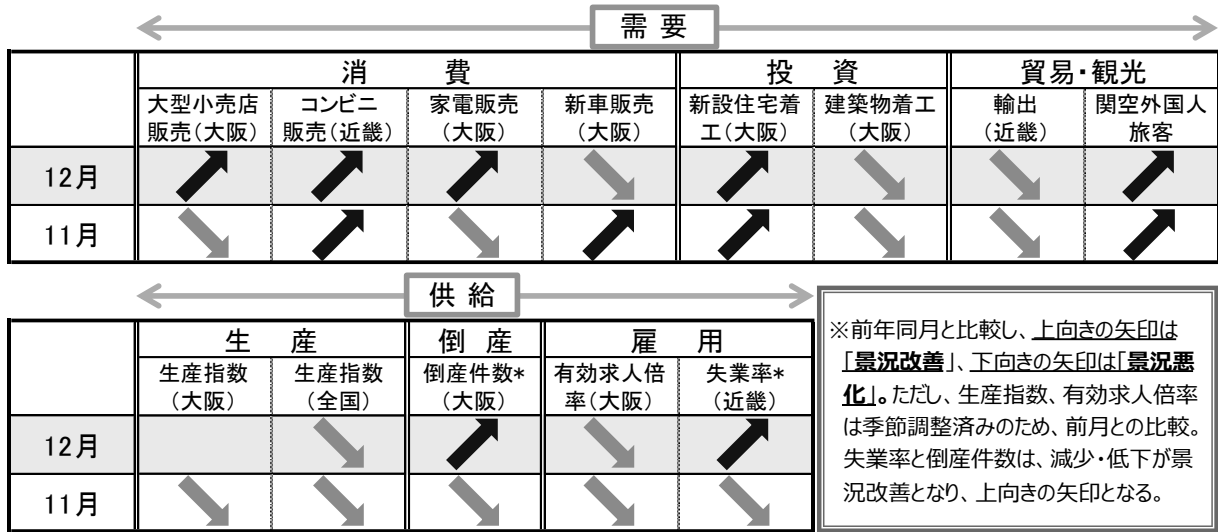 需 要
消 費
投 資
貿易・観光
大型小売店
販売(大阪)
コンビニ
販売(近畿)
家電販売
(大阪)
新車販売
(大阪)
新設住宅着
工(大阪)
建築物着工
(大阪)
輸出
(近畿)
関空外国人
旅客
12月
11月
供 給
生 産
倒 産
雇 用
生産指数
(大阪)
生産指数
(全国)
倒産件数*
(大阪)
有効求人倍
率(大阪)
失業率*
(近畿)
12月
11月
※前年同月と比較し、上向きの矢印は
「景況改善」、下向きの矢印は「景況悪
化」。ただし、生産指数、有効求人倍率
は季節調整済みのため、前月との比較。
失業率と倒産件数は、減少・低下が景
況改善となり、上向きの矢印となる。